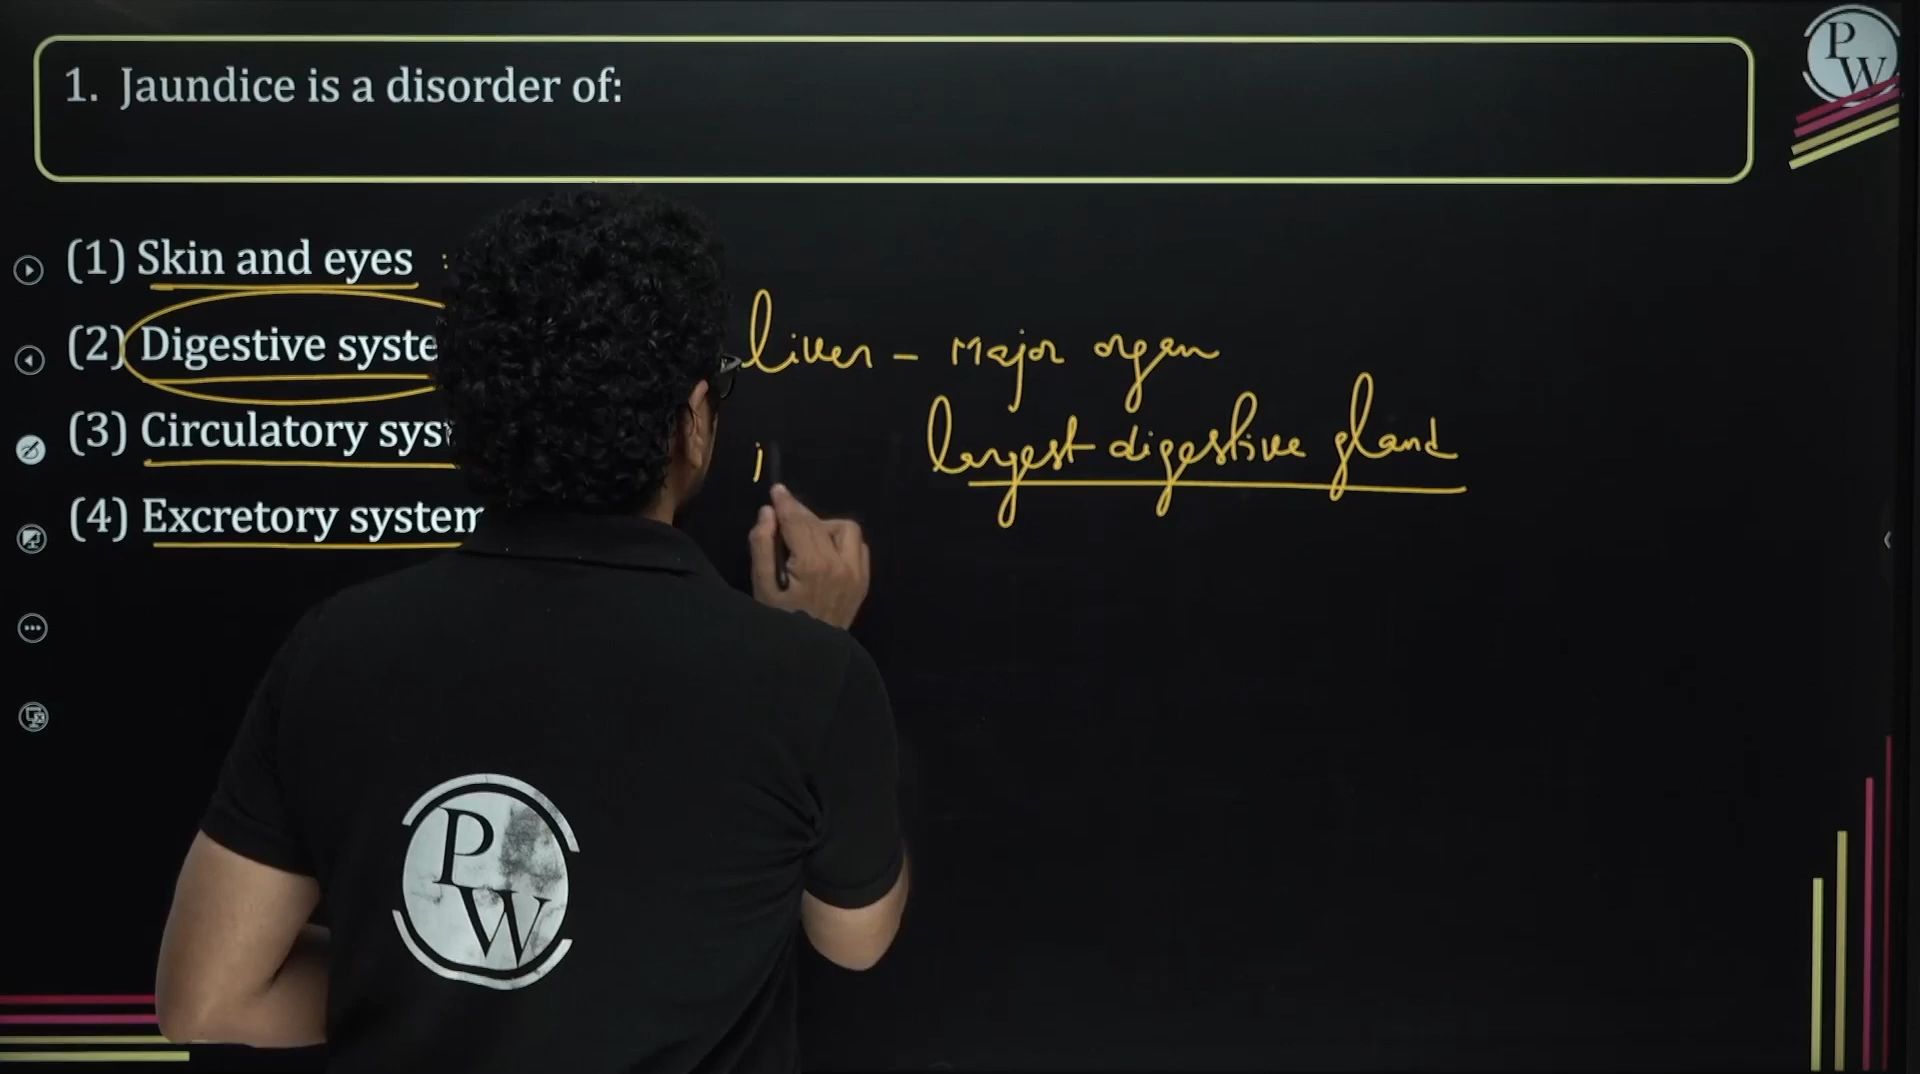 PW
1. Jaundice is a disorder of:
(1) Skin and eyes :
(2) Digestive syste
liver - Major organ
(3) Circulatory sys
largest digestive gland
(4) Excretory system
PW